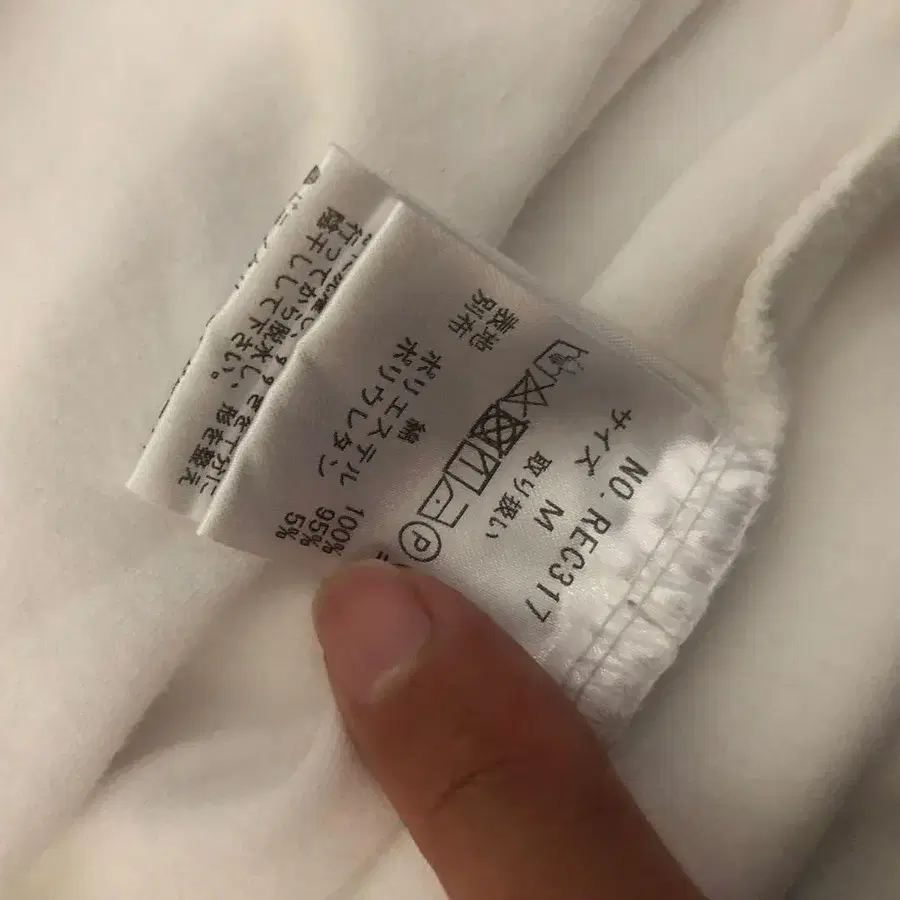 NO. REC317
サイズ M
取り扱い
P
表地 綿 100%
別布 ポリエステル 95%
ポリウレタン 5%
行ってから脱水し、形を整え
陰干しして下さい。